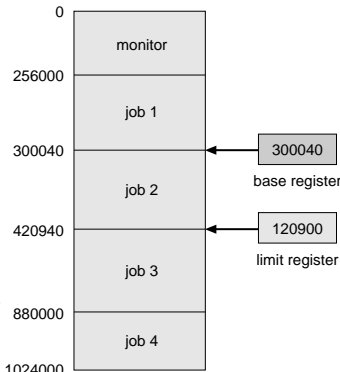 0
monitor
256000
job 1
300040
300040
base register
job 2
420940
120900
limit register
job 3
880000
job 4
1024000